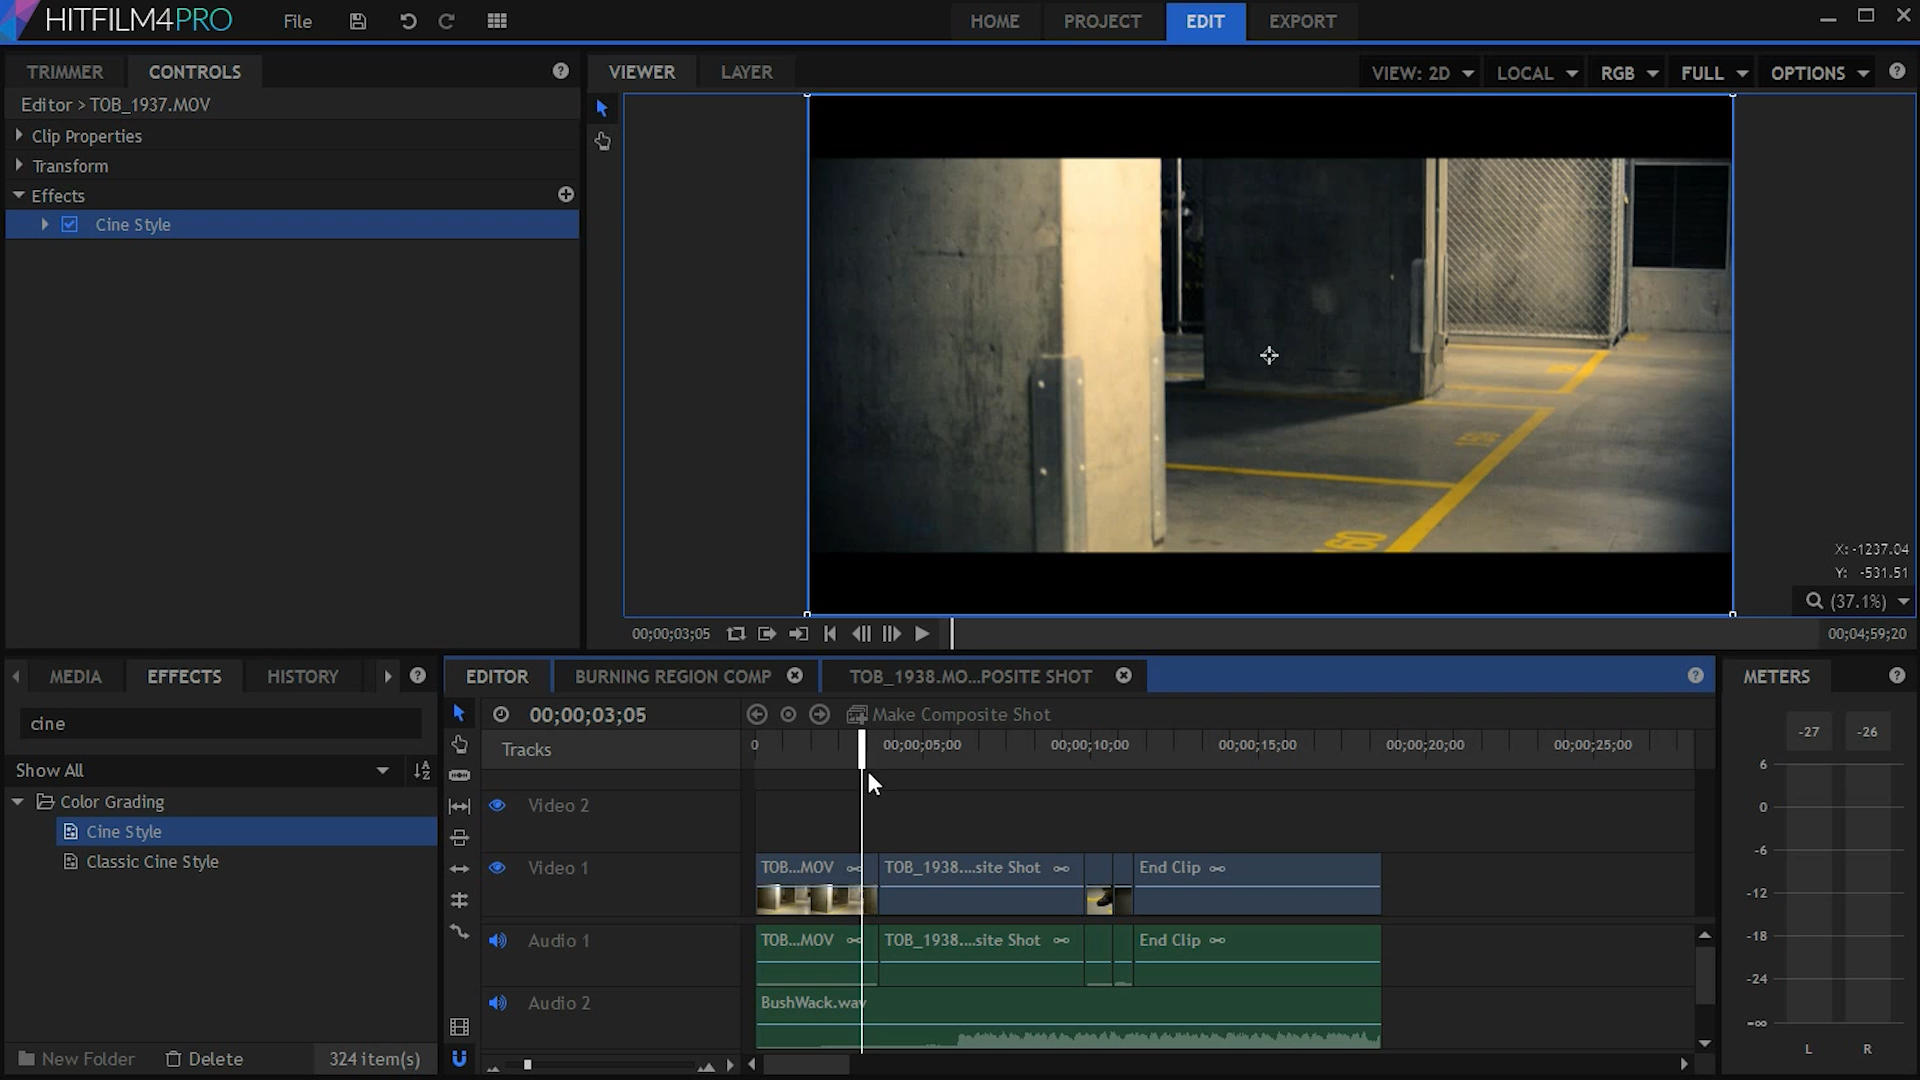 HITFILM4PRO
File
HOME
PROJECT
EDIT
EXPORT
TRIMMER
CONTROLS
VIEWER
LAYER
VIEW: 2D
LOCAL
RGB
FULL
OPTIONS
Editor > TOB_1937.MOV
Clip Properties
Transform
Effects
Cine Style
160
X: -1237.04
Y: -531.51
(37.1%)
00;00;03;05
00;04;59;20
MEDIA
EFFECTS
HISTORY
cine
Show All
Color Grading
Cine Style
Classic Cine Style
New Folder
Delete
324 item(s)
EDITOR
BURNING REGION COMP
TOB_1938.MO...POSITE SHOT
00;00;03;05
Make Composite Shot
Tracks
0
00;00;05;00
00;00;10;00
00;00;15;00
00;00;20;00
00;00;25;00
Video 2
Video 1
TOB...MOV
TOB_1938....site Shot
End Clip
Audio 1
TOB...MOV
TOB_1938....site Shot
End Clip
Audio 2
BushWack.wav
METERS
-27
-26
6
0
-6
-12
-18
-24
-∞
L
R